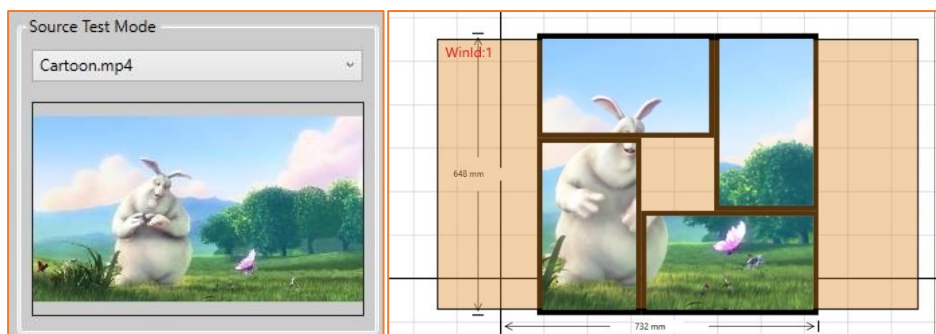 Source Test Mode
Cartoon.mp4
WinId:1
648 mm
732 mm